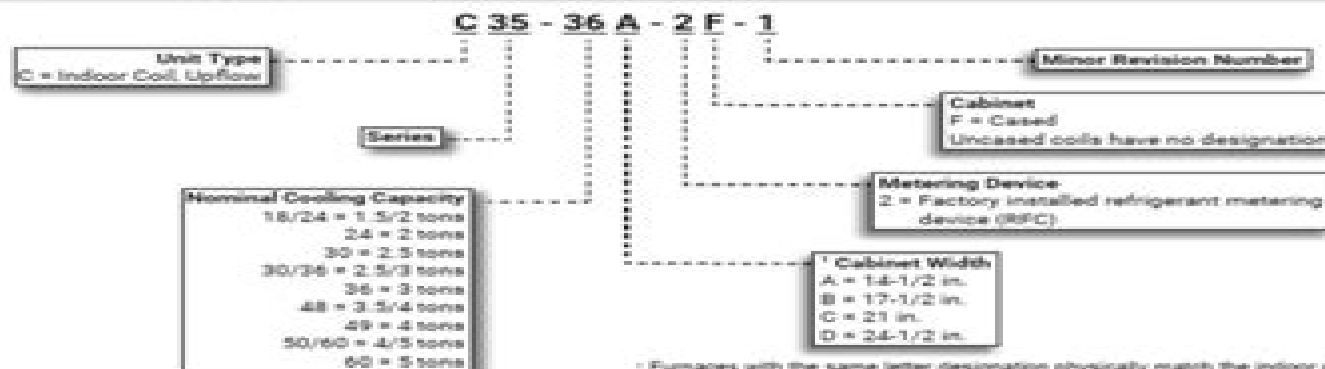 C 35 - 36 A - 2 F - 1
Unit Type
C = Indoor Coil, Upflow
Minor Revision Number
Cabinet
F = Cased
Uncased coils have no designation
Series
Metering Device
2 = Factory installed refrigerant metering
device (RFC)
Nominal Cooling Capacity
18/24 = 1.5/2 tons
24 = 2 tons
30 = 2.5 tons
30/36 = 2.5/3 tons
36 = 3 tons
48 = 3.5/4 tons
49 = 4 tons
50/60 = 4/5 tons
60 = 5 tons
¹ Cabinet Width
A = 14-1/2 in.
B = 17-1/2 in.
C = 21 in.
D = 24-1/2 in.
Furnaces with the same letter designation physically match the indoor